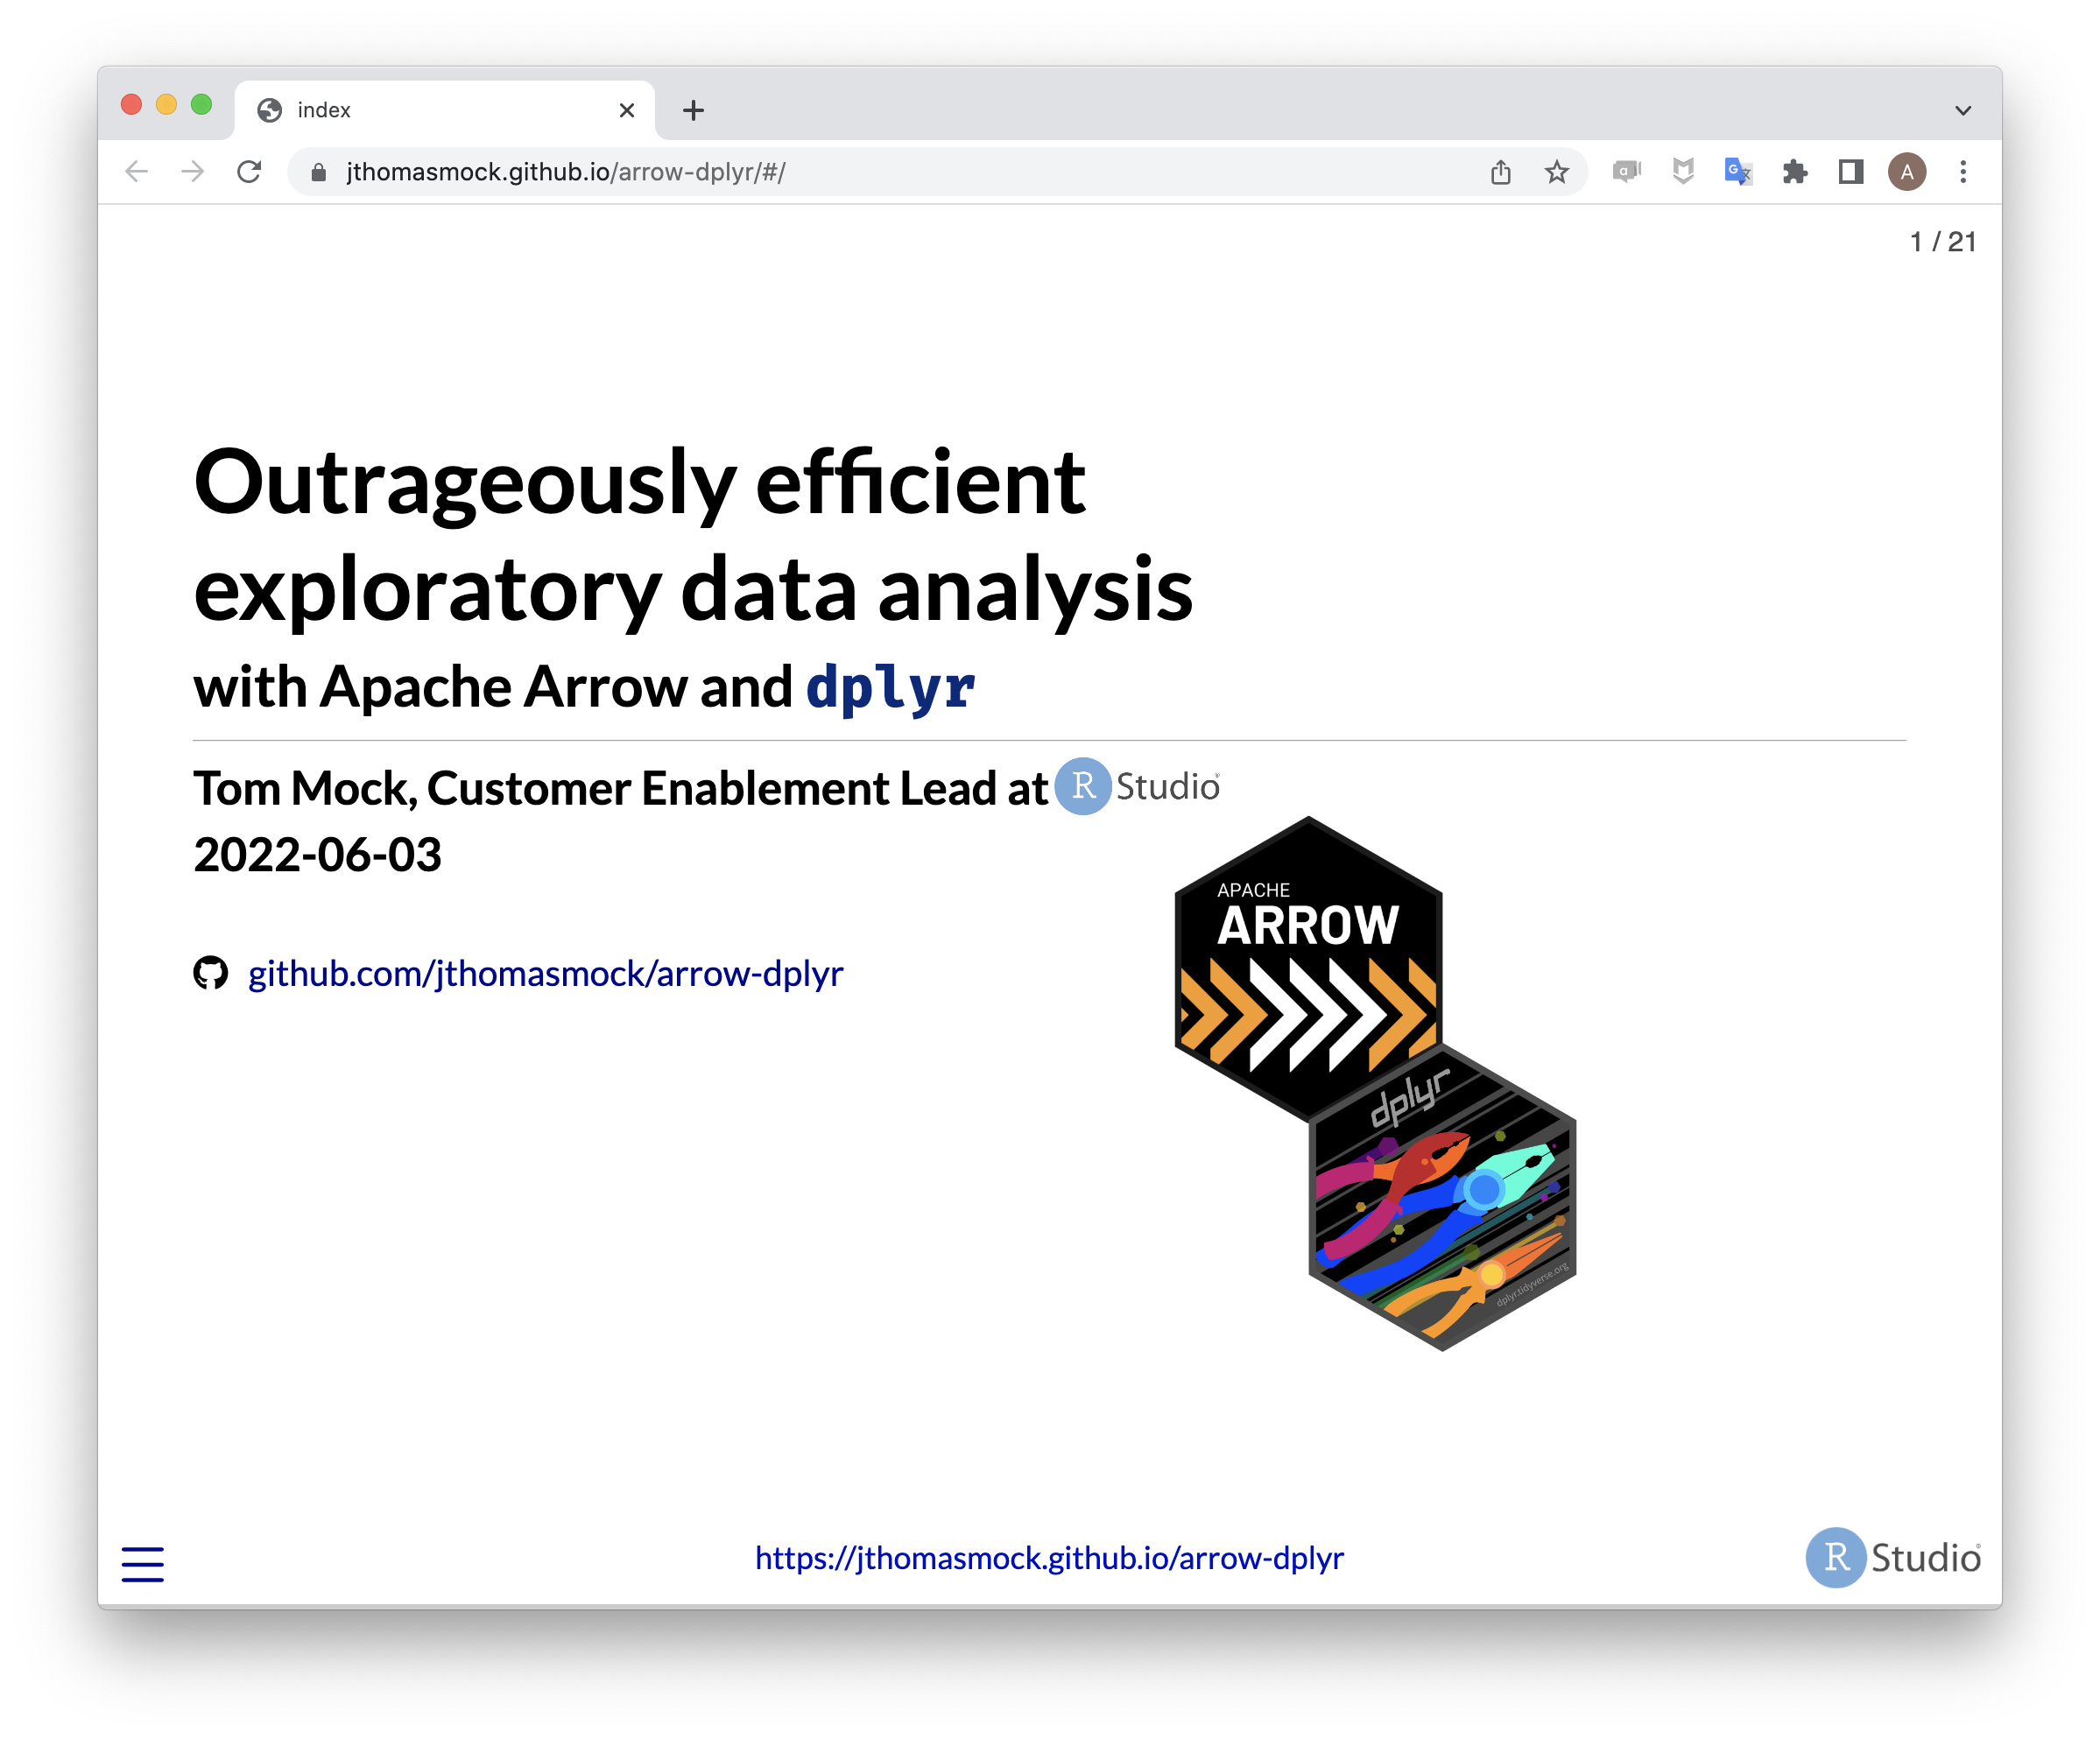 index
jthomasmock.github.io/arrow-dplyr/#/
A
1 / 21
Outrageously efficient
exploratory data analysis
with Apache Arrow and dplyr
Tom Mock, Customer Enablement Lead at R Studio
2022-06-03
github.com/jthomasmock/arrow-dplyr
APACHE
ARROW
dplyr
dplyr.tidyverse.org
https://jthomasmock.github.io/arrow-dplyr
R Studio